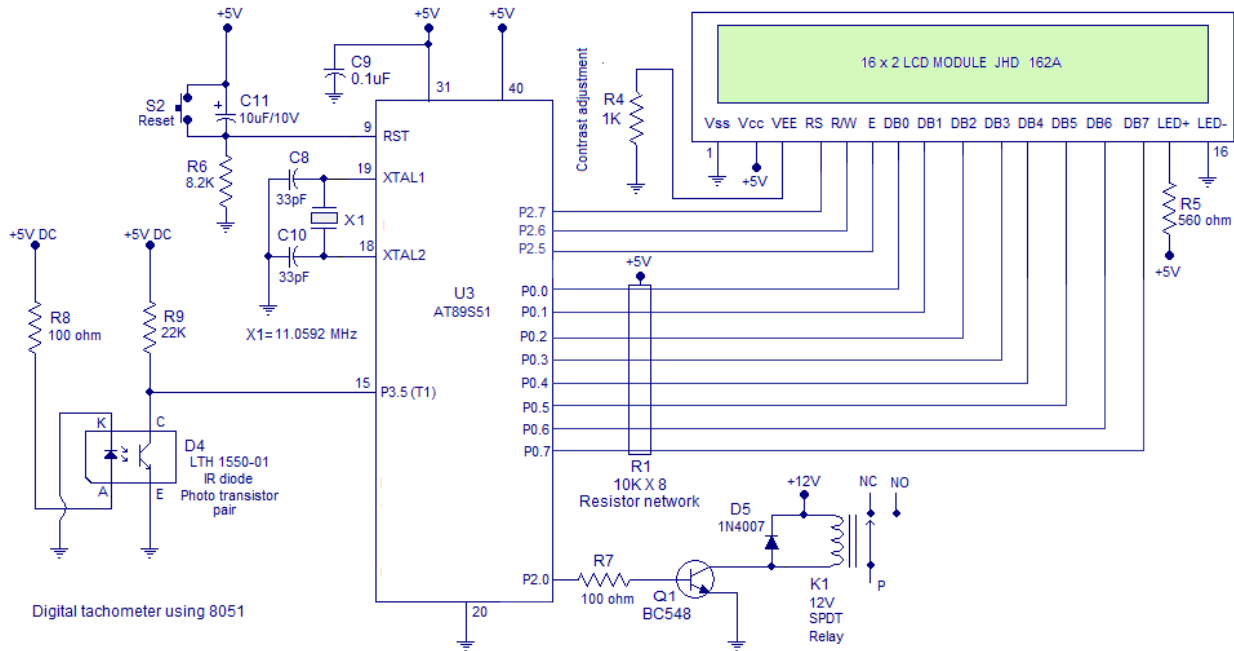 +5V
+5V
+5V
C9
0.1uF
31
40
S2
Reset
C11
+
10uF/10V
9
RST
R6
8.2K
C8
33pF
19
XTAL1
X1
C10
33pF
18
XTAL2
X1= 11.0592 MHz
U3
AT89S51
+5V DC
+5V DC
R8
100 ohm
R9
22K
15
P3.5 (T1)
K
C
A
E
D4
LTH 1550-01
IR diode
Photo transistor
pair
Digital tachometer using 8051
20
16 x 2 LCD MODULE JHD 162A
Vss Vcc VEE RS R/W E DB0 DB1 DB2 DB3 DB4 DB5 DB6 DB7 LED+ LED-
1
16
+5V
Contrast adjustment
R4
1K
R5
560 ohm
+5V
P2.7
P2.6
P2.5
+5V
P0.0
P0.1
P0.2
P0.3
P0.4
P0.5
P0.6
P0.7
R1
10K X 8
Resistor network
P2.0
R7
100 ohm
Q1
BC548
D5
1N4007
+12V
NC
NO
P
K1
12V
SPDT
Relay